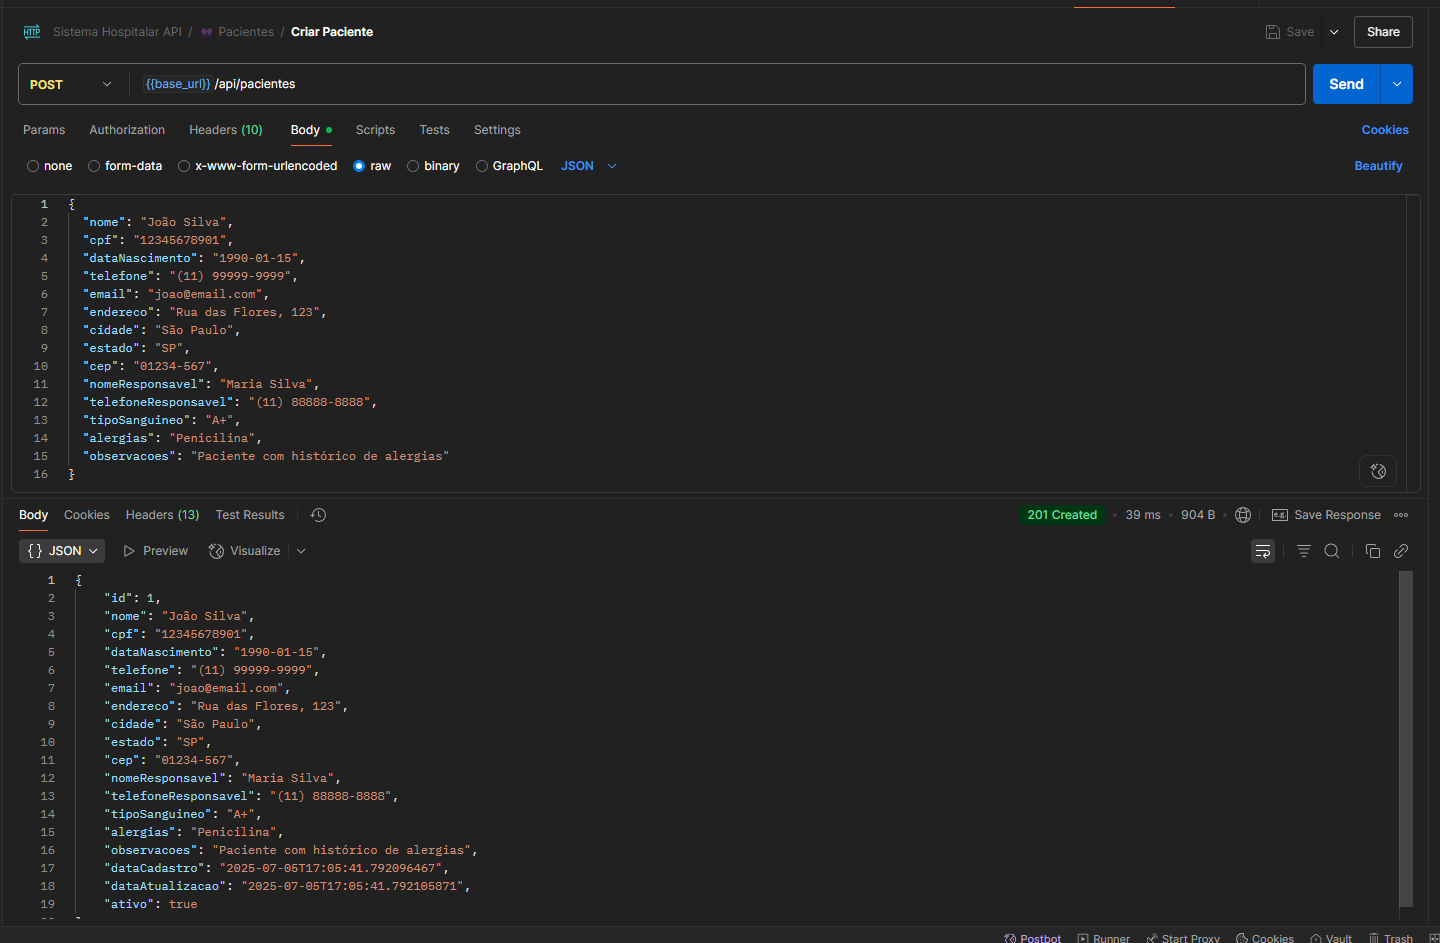 HTTP Sistema Hospitalar API / Pacientes / Criar Paciente Save Share
POST {{base_url}} /api/pacientes Send
Params Authorization Headers (10) Body Scripts Tests Settings Cookies
none form-data x-www-form-urlencoded raw binary GraphQL JSON Beautify
1 {
2 "nome": "João Silva",
3 "cpf": "12345678901",
4 "dataNascimento": "1990-01-15",
5 "telefone": "(11) 99999-9999",
6 "email": "joao@email.com",
7 "endereco": "Rua das Flores, 123",
8 "cidade": "São Paulo",
9 "estado": "SP",
10 "cep": "01234-567",
11 "nomeResponsavel": "Maria Silva",
12 "telefoneResponsavel": "(11) 88888-8888",
13 "tipoSanguineo": "A+",
14 "alergias": "Penicilina",
15 "observacoes": "Paciente com histórico de alergias"
16 }
Body Cookies Headers (13) Test Results 201 Created • 39 ms • 904 B • e.g. Save Response
{} JSON Preview Visualize
1 {
2 "id": 1,
3 "nome": "João Silva",
4 "cpf": "12345678901",
5 "dataNascimento": "1990-01-15",
6 "telefone": "(11) 99999-9999",
7 "email": "joao@email.com",
8 "endereco": "Rua das Flores, 123",
9 "cidade": "São Paulo",
10 "estado": "SP",
11 "cep": "01234-567",
12 "nomeResponsavel": "Maria Silva",
13 "telefoneResponsavel": "(11) 88888-8888",
14 "tipoSanguineo": "A+",
15 "alergias": "Penicilina",
16 "observacoes": "Paciente com histórico de alergias",
17 "dataCadastro": "2025-07-05T17:05:41.792096467",
18 "dataAtualizacao": "2025-07-05T17:05:41.792105871",
19 "ativo": true
Postbot Runner Start Proxy Cookies Vault Trash